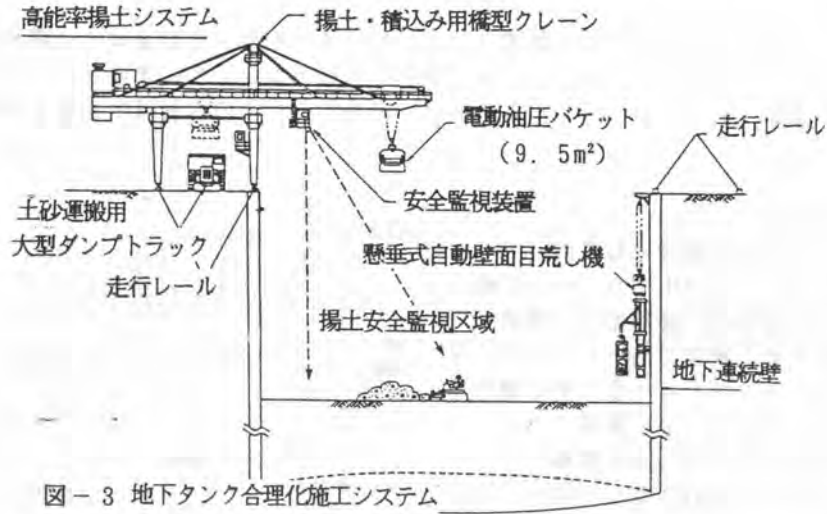 高能率揚土システム
揚土・積込み用橋型クレーン
電動油圧バケット
(9. 5m²)
走行レール
安全監視装置
土砂運搬用
大型ダンプトラック
走行レール
懸垂式自動壁面目荒し機
揚土安全監視区域
地下連続壁
図-3 地下タンク合理化施工システム